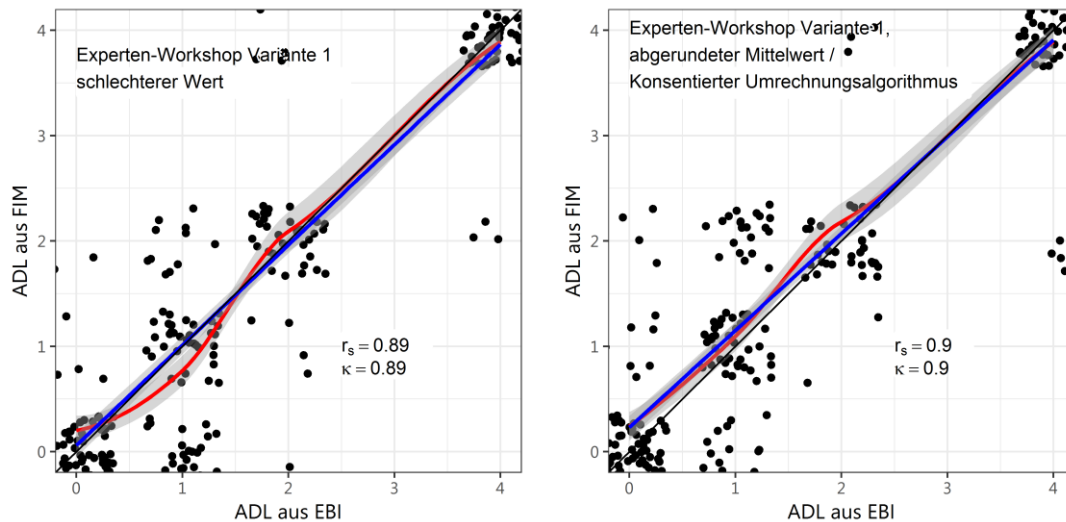 Experten-Workshop Variante 1
schlechterer Wert
ADL aus FIM
4
3
2
1
0
rs = 0.89
κ = 0.89
0 1 2 3 4
ADL aus EBI
Experten-Workshop Variante 1,
abgerundeter Mittelwert /
Konsentierter Umrechnungsalgorithmus
ADL aus FIM
4
3
2
1
0
rs = 0.9
κ = 0.9
0 1 2 3 4
ADL aus EBI